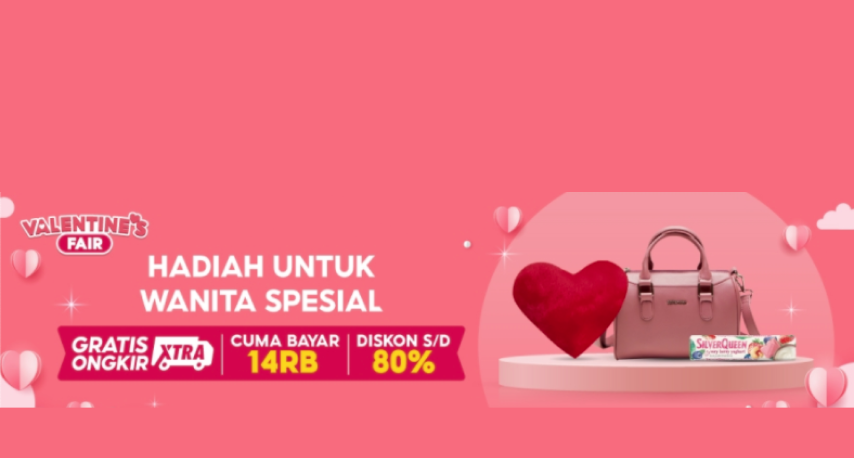 VALENTINE'S
FAIR
HADIAH UNTUK
WANITA SPESIAL
GRATIS
ONGKIR
XTRA
CUMA BAYAR
14RB
DISKON S/D
80%
SILVERQUEEN